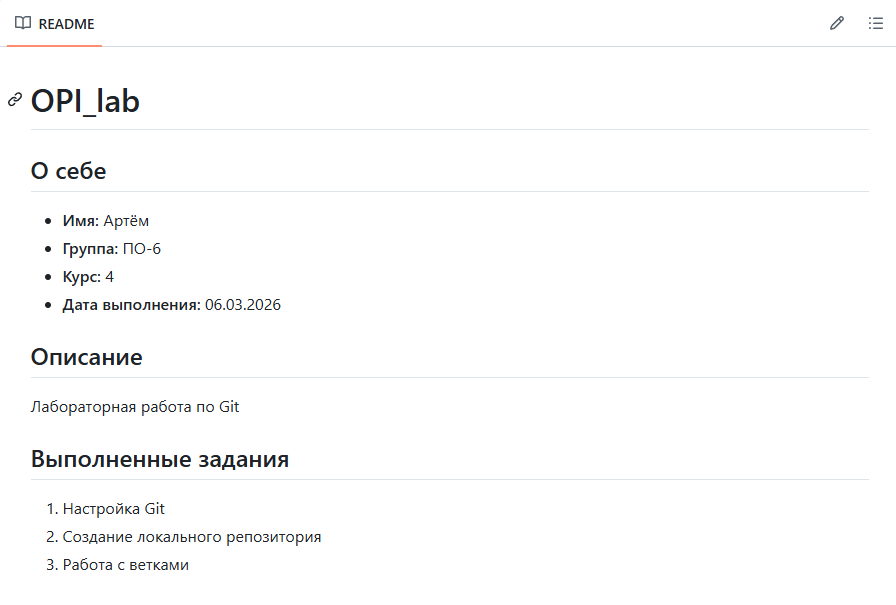 README
OPI_lab
О себе
Имя: Артём
Группа: ПО-6
Курс: 4
Дата выполнения: 06.03.2026
Описание
Лабораторная работа по Git
Выполненные задания
1. Настройка Git
2. Создание локального репозитория
3. Работа с ветками